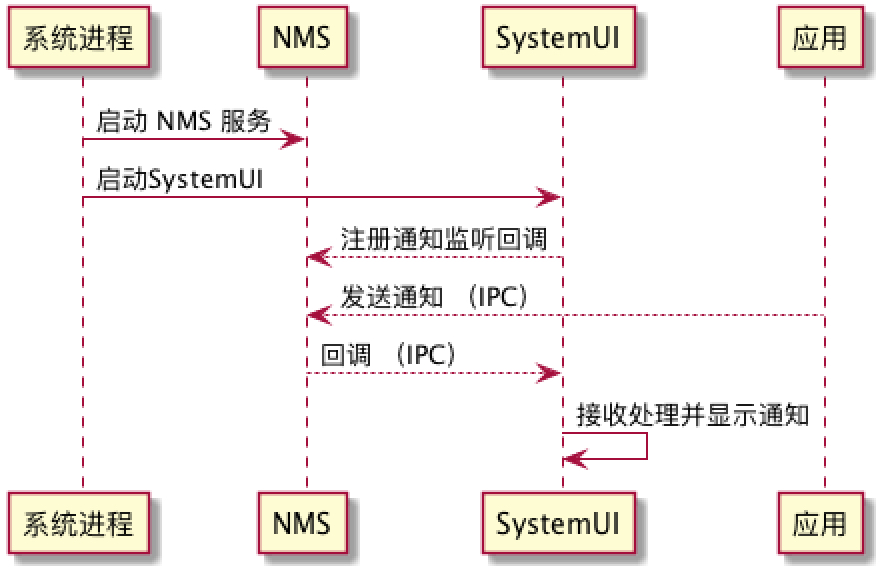 系统进程 NMS SystemUI 应用
启动 NMS 服务
启动SystemUI
注册通知监听回调
发送通知 （IPC）
回调 （IPC）
接收处理并显示通知
系统进程 NMS SystemUI 应用